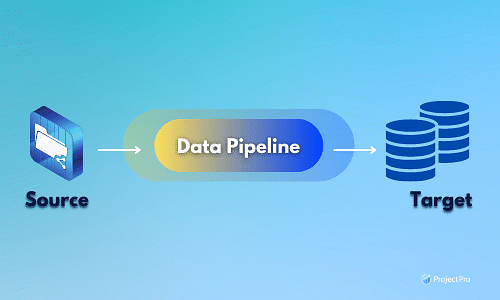 Data Pipeline
Source
Target
ProjectPro